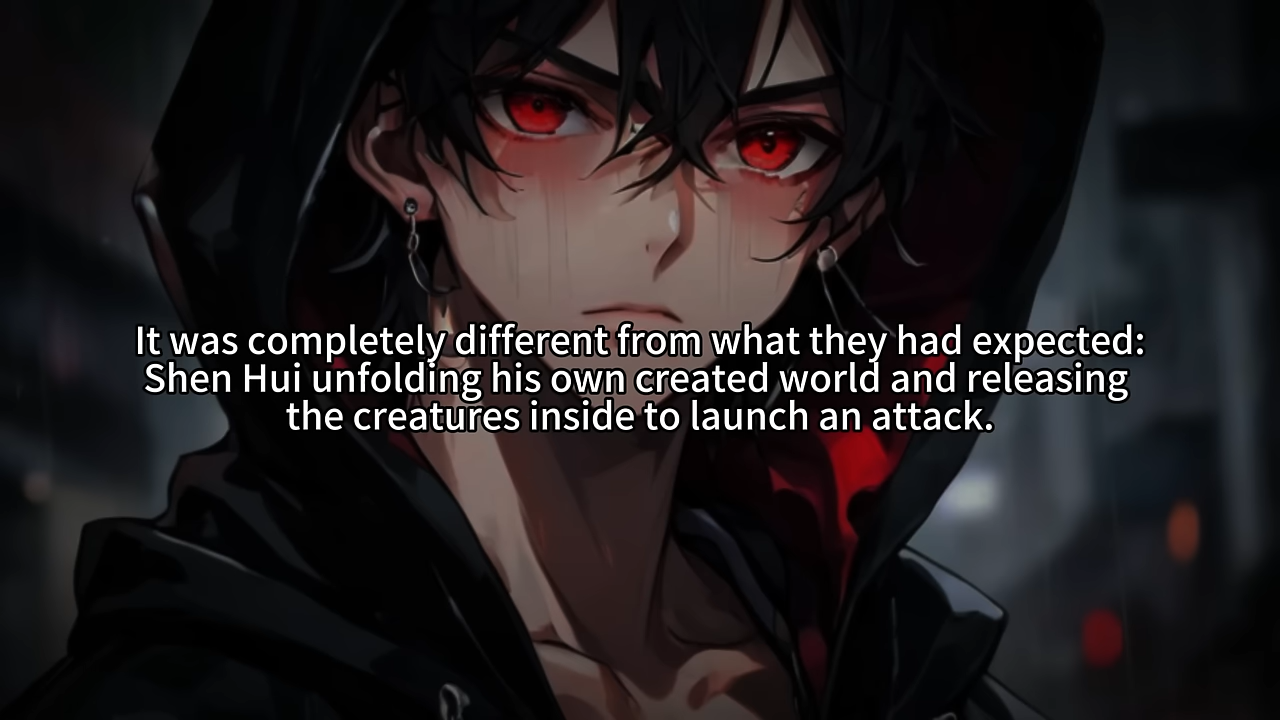 It was completely different from what they had expected:
Shen Hui unfolding his own created world and releasing
the creatures inside to launch an attack.